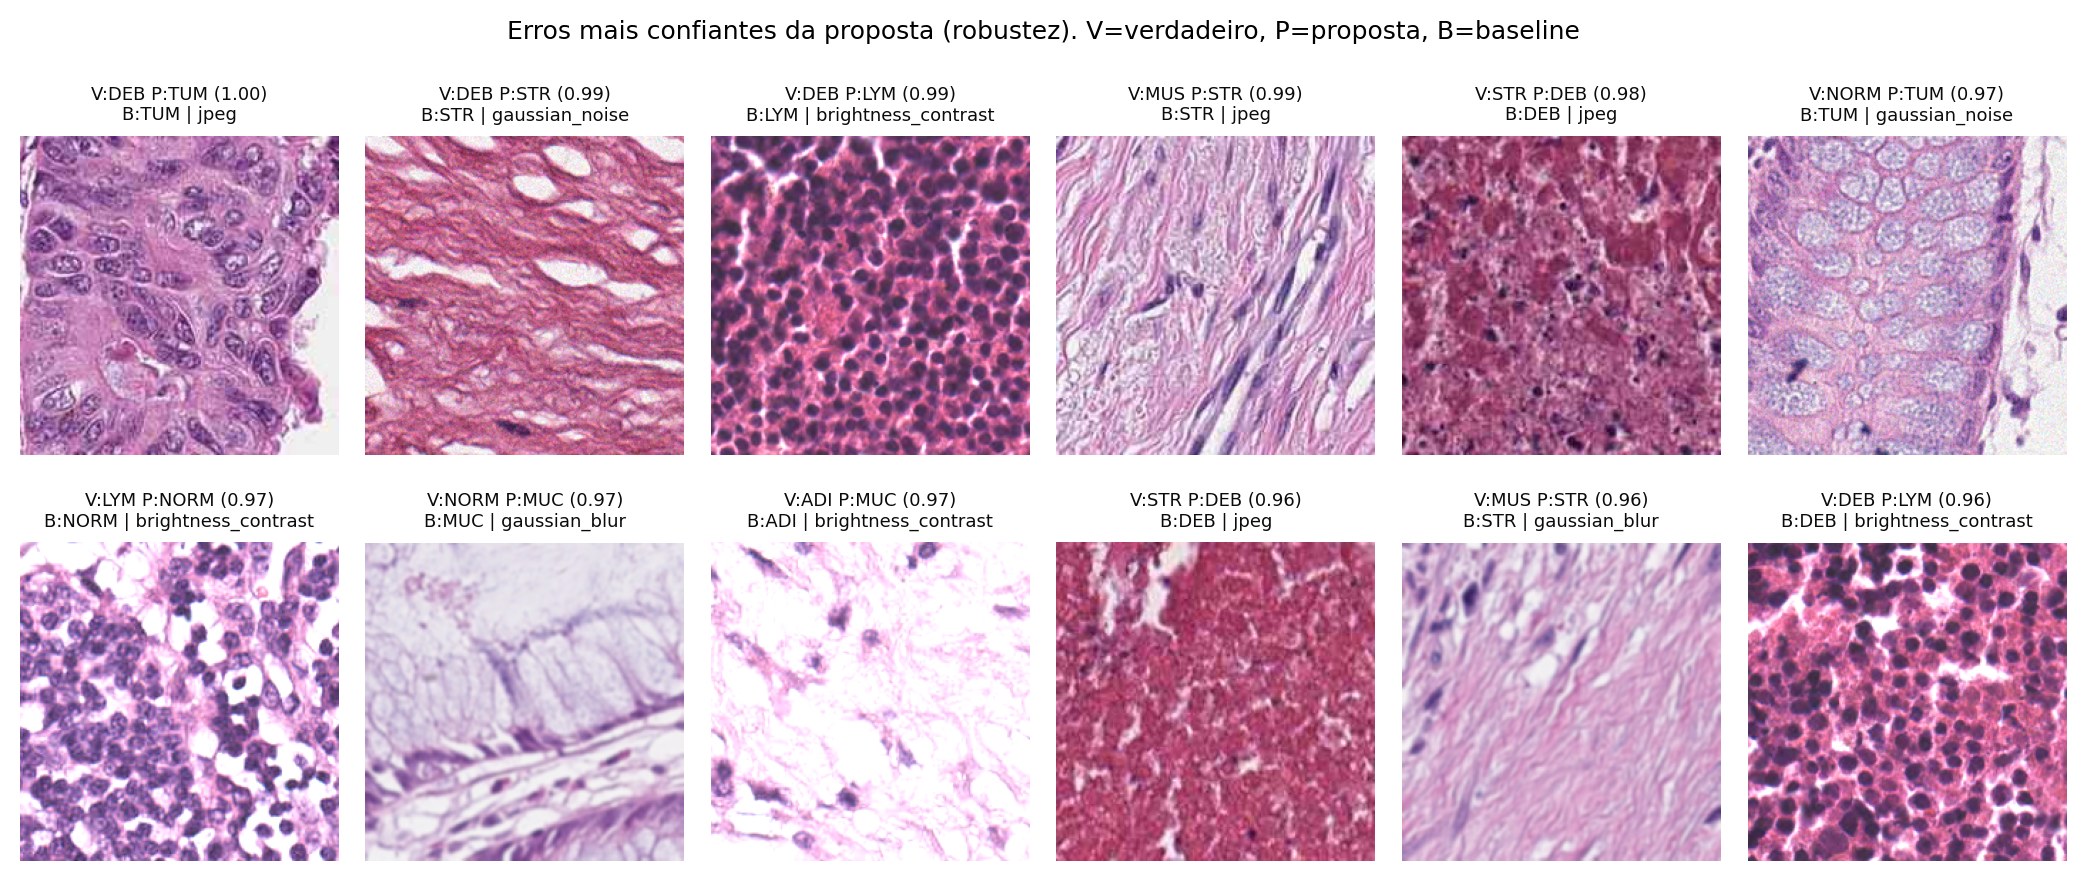 Erros mais confiantes da proposta (robustez). V=verdadeiro, P=proposta, B=baseline
V:DEB P:TUM (1.00)
B:TUM | jpeg
V:DEB P:STR (0.99)
B:STR | gaussian_noise
V:DEB P:LYM (0.99)
B:LYM | brightness_contrast
V:MUS P:STR (0.99)
B:STR | jpeg
V:STR P:DEB (0.98)
B:DEB | jpeg
V:NORM P:TUM (0.97)
B:TUM | gaussian_noise
V:LYM P:NORM (0.97)
B:NORM | brightness_contrast
V:NORM P:MUC (0.97)
B:MUC | gaussian_blur
V:ADI P:MUC (0.97)
B:ADI | brightness_contrast
V:STR P:DEB (0.96)
B:DEB | jpeg
V:MUS P:STR (0.96)
B:STR | gaussian_blur
V:DEB P:LYM (0.96)
B:DEB | brightness_contrast